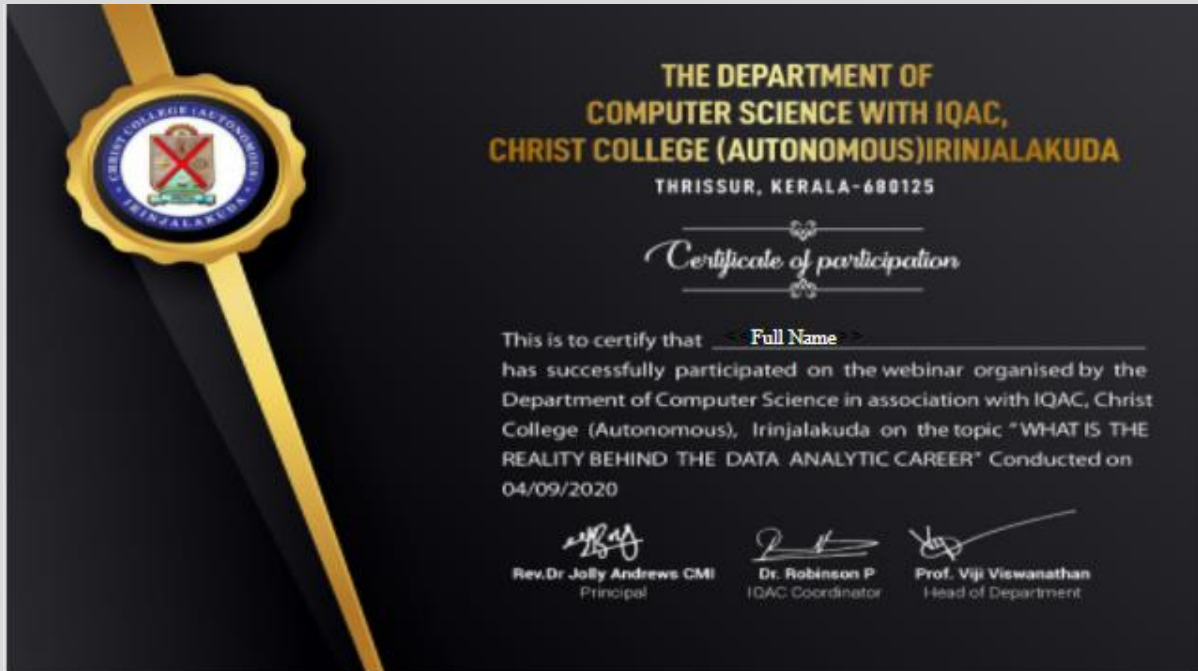 CHRIST COLLEGE (AUTONOMOUS)
IRINJALAKUDA
THE DEPARTMENT OF
COMPUTER SCIENCE WITH IQAC,
CHRIST COLLEGE (AUTONOMOUS)IRINJALAKUDA
THRISSUR, KERALA-680125
Certificate of participation
This is to certify that <<Full Name>>
has successfully participated on the webinar organised by the
Department of Computer Science in association with IQAC, Christ
College (Autonomous), Irinjalakuda on the topic "WHAT IS THE
REALITY BEHIND THE DATA ANALYTIC CAREER" Conducted on
04/09/2020
Rev.Dr Jolly Andrews CMI
Principal
Dr. Robinson P
IQAC Coordinator
Prof. Viji Viswanathan
Head of Department